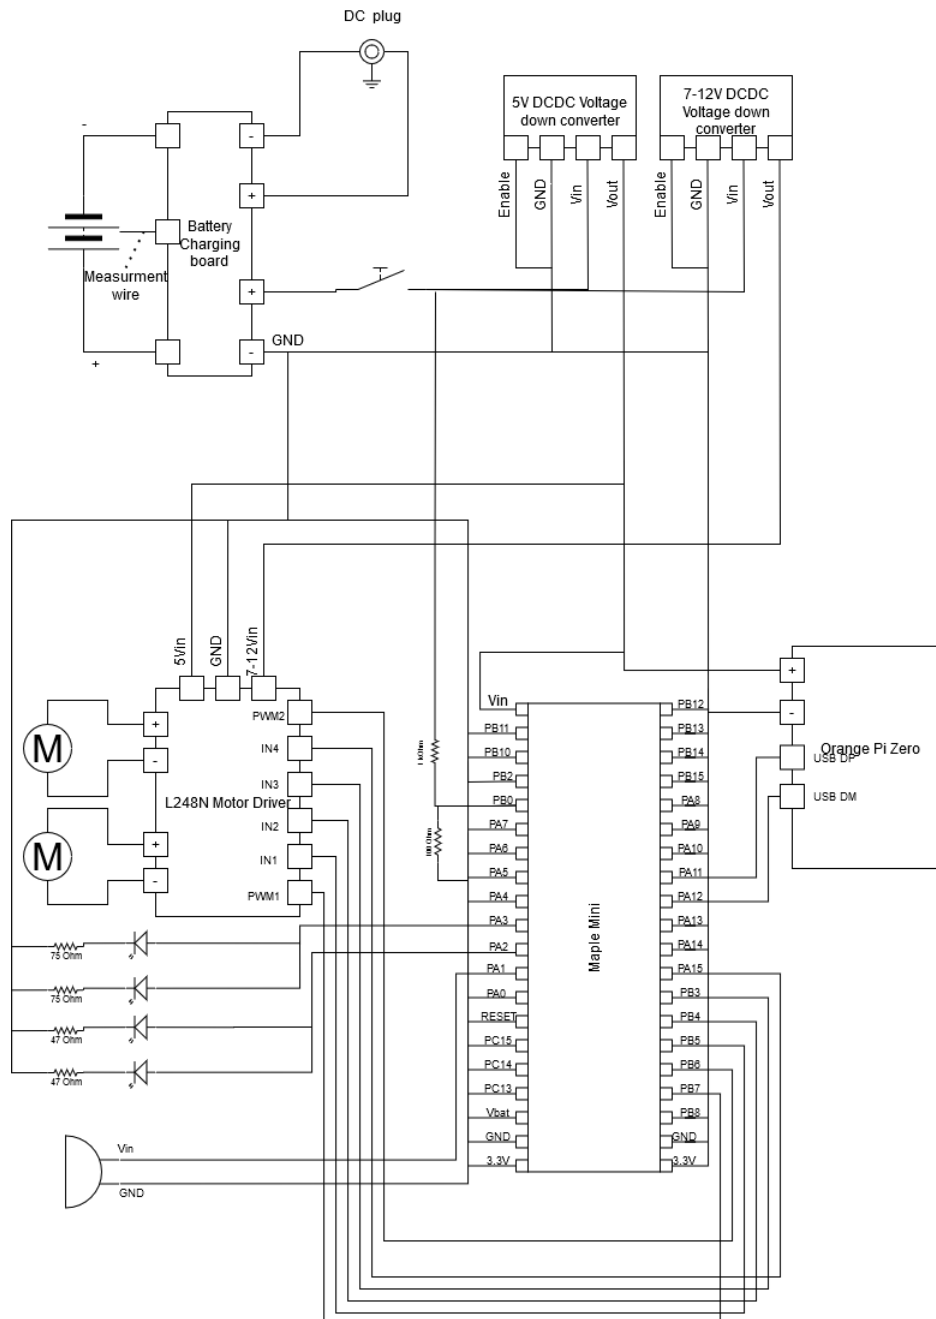 DC plug
5V DCDC Voltage
down converter
7-12V DCDC
Voltage down
converter
Enable
GND
Vin
Vout
Enable
GND
Vin
Vout
-
-
+
Battery
Charging
board
Measurment
wire
+
+
-
GND
5Vin
GND
7-12Vin
PWM2
IN4
IN3
L248N Motor Driver
IN2
IN1
PWM1
M
+
-
M
+
-
75 Ohm
75 Ohm
47 Ohm
47 Ohm
Vin
GND
Maple Mini
Vin
PB11
PB10
PB2
PB0
PA7
PA6
PA5
PA4
PA3
PA2
PA1
PA0
RESET
PC15
PC14
PC13
Vbat
GND
3.3V
PB12
PB13
PB14
PB15
PA8
PA9
PA10
PA11
PA12
PA13
PA14
PA15
PB3
PB4
PB5
PB6
PB7
PB8
GND
3.3V
+
-
Orange Pi Zero
USB DP
USB DM